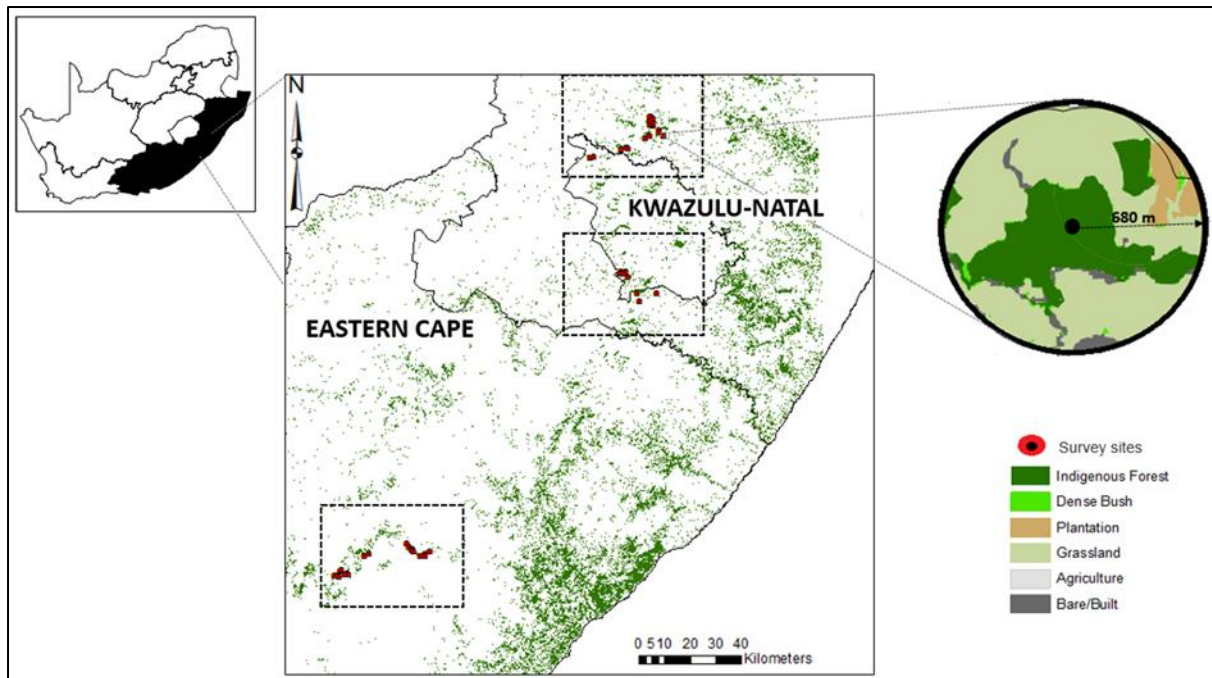 N
KWAZULU-NATAL
EASTERN CAPE
680 m
Survey sites
Indigenous Forest
Dense Bush
Plantation
Grassland
Agriculture
Bare/Built
0 5 10 20 30 40
Kilometers